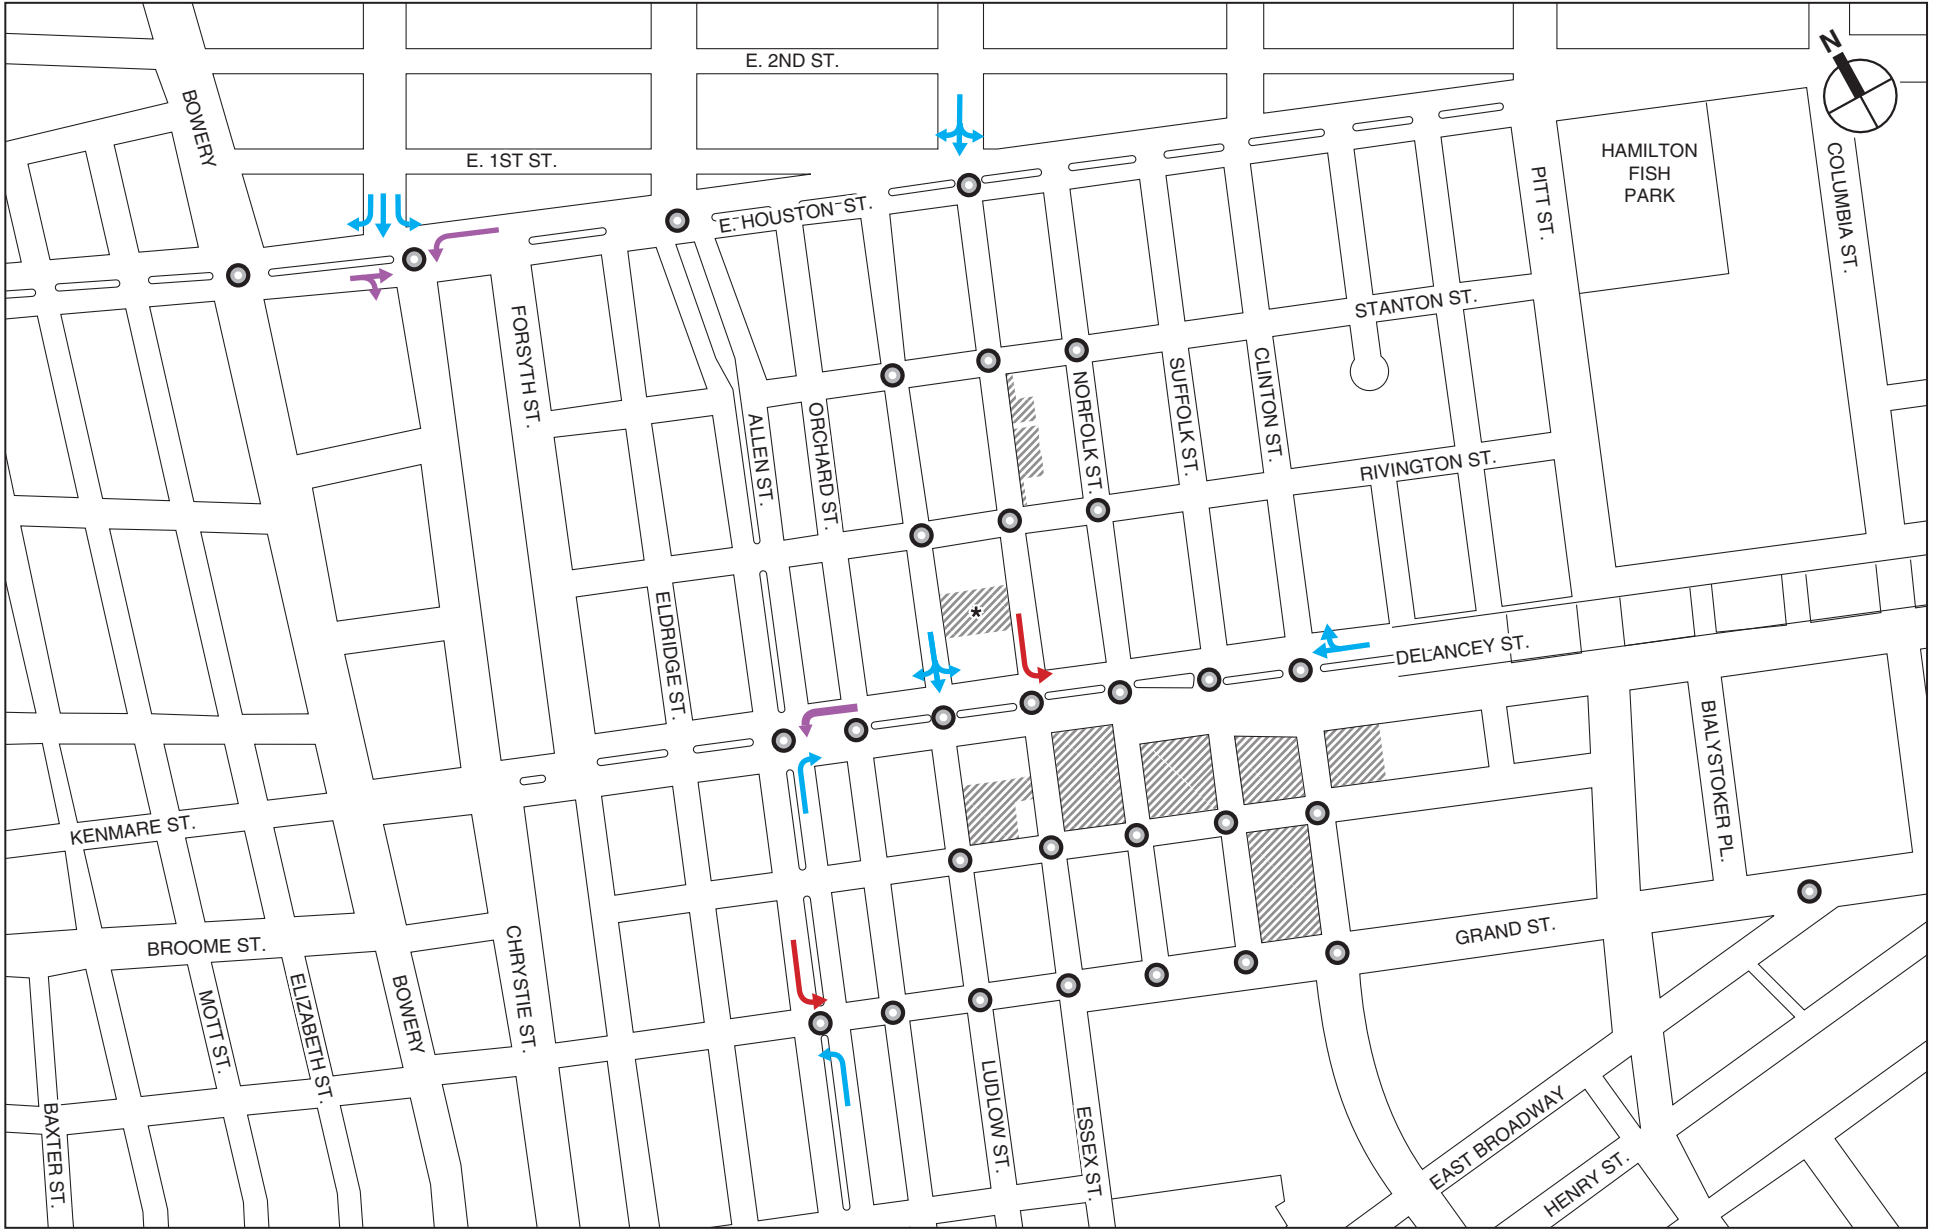 E. 2ND ST.
N
BOWERY
E. 1ST ST.
HAMILTON
FISH
PARK
COLUMBIA ST.
PITT ST.
E. HOUSTON ST.
STANTON ST.
FORSYTH ST.
NORFOLK ST.
SUFFOLK ST.
CLINTON ST.
ALLEN ST.
ORCHARD ST.
RIVINGTON ST.
ELDRIDGE ST.
*
DELANCEY ST.
BIALYSTOKER PL.
KENMARE ST.
BROOME ST.
GRAND ST.
CHRYSTIE ST.
MOTT ST.
ELIZABETH ST.
BOWERY
LUDLOW ST.
ESSEX ST.
BAXTER ST.
EAST BROADWAY
HENRY ST.